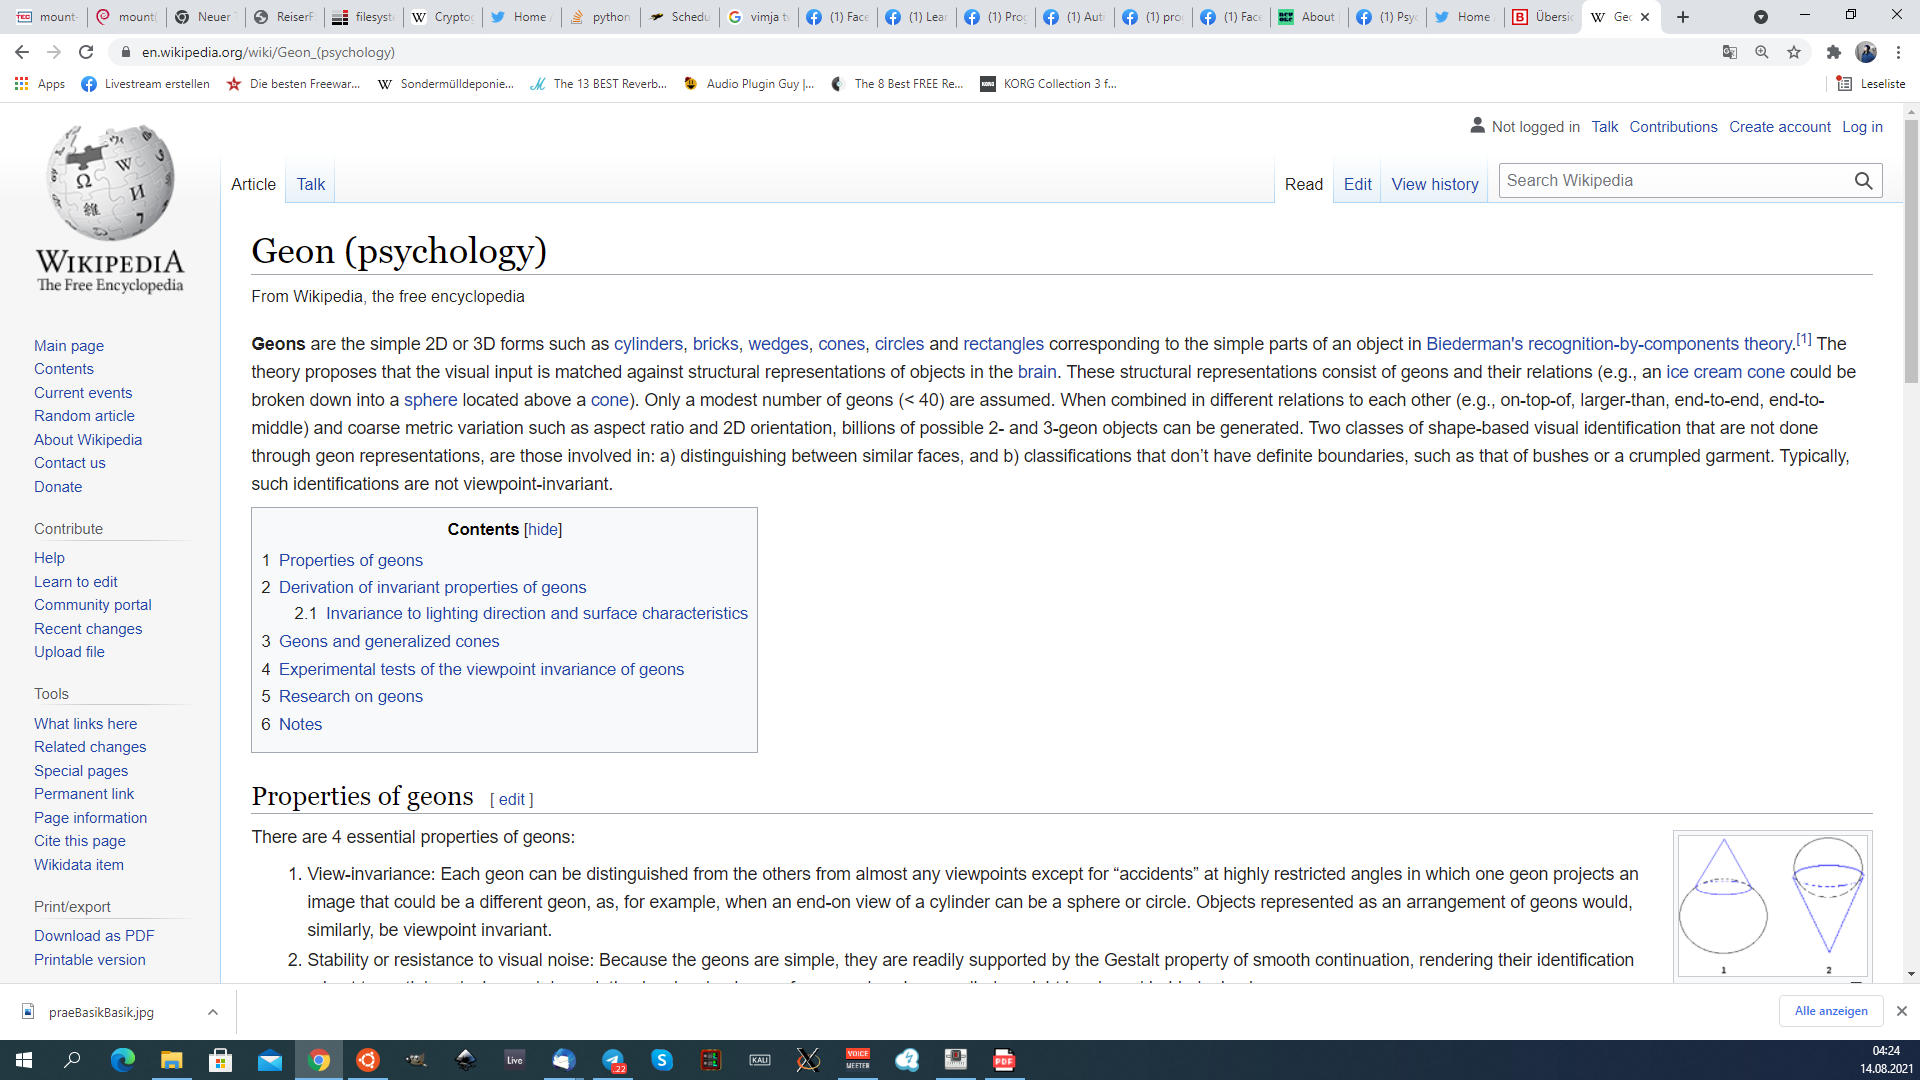 mount-
mount(
Neuer
ReiserF
filesyst
Cryptog
Home /
python
Schedu
vimja tv
(1) Face
(1) Lear
(1) Prog
(1) Auto
(1) prog
(1) Face
About
(1) Psyc
Home /
Übersic
Geo
en.wikipedia.org/wiki/Geon_(psychology)
Apps
Livestream erstellen
Die besten Freewar...
Sondermülldeponie...
The 13 BEST Reverb...
Audio Plugin Guy |...
The 8 Best FREE Re...
KORG Collection 3 f...
Leseliste
Not logged in Talk Contributions Create account Log in
Article Talk
Read Edit View history
Search Wikipedia
WIKIPEDIA
The Free Encyclopedia
Main page
Contents
Current events
Random article
About Wikipedia
Contact us
Donate
Contribute
Help
Learn to edit
Community portal
Recent changes
Upload file
Tools
What links here
Related changes
Special pages
Permanent link
Page information
Cite this page
Wikidata item
Print/export
Download as PDF
Printable version
Geon (psychology)
From Wikipedia, the free encyclopedia
Geons are the simple 2D or 3D forms such as cylinders, bricks, wedges, cones, circles and rectangles corresponding to the simple parts of an object in Biederman's recognition-by-components theory.[1] The
theory proposes that the visual input is matched against structural representations of objects in the brain. These structural representations consist of geons and their relations (e.g., an ice cream cone could be
broken down into a sphere located above a cone). Only a modest number of geons (< 40) are assumed. When combined in different relations to each other (e.g., on-top-of, larger-than, end-to-end, end-to-
middle) and coarse metric variation such as aspect ratio and 2D orientation, billions of possible 2- and 3-geon objects can be generated. Two classes of shape-based visual identification that are not done
through geon representations, are those involved in: a) distinguishing between similar faces, and b) classifications that don’t have definite boundaries, such as that of bushes or a crumpled garment. Typically,
such identifications are not viewpoint-invariant.
Contents [hide]
1 Properties of geons
2 Derivation of invariant properties of geons
2.1 Invariance to lighting direction and surface characteristics
3 Geons and generalized cones
4 Experimental tests of the viewpoint invariance of geons
5 Research on geons
6 Notes
Properties of geons [ edit ]
There are 4 essential properties of geons:
1. View-invariance: Each geon can be distinguished from the others from almost any viewpoints except for “accidents” at highly restricted angles in which one geon projects an
image that could be a different geon, as, for example, when an end-on view of a cylinder can be a sphere or circle. Objects represented as an arrangement of geons would,
similarly, be viewpoint invariant.
2. Stability or resistance to visual noise: Because the geons are simple, they are readily supported by the Gestalt property of smooth continuation, rendering their identification
1 2
praeBasikBasik.jpg
Alle anzeigen
Live
22
KALI
VOICE
MEETER
PDF
04:24
14.08.2021